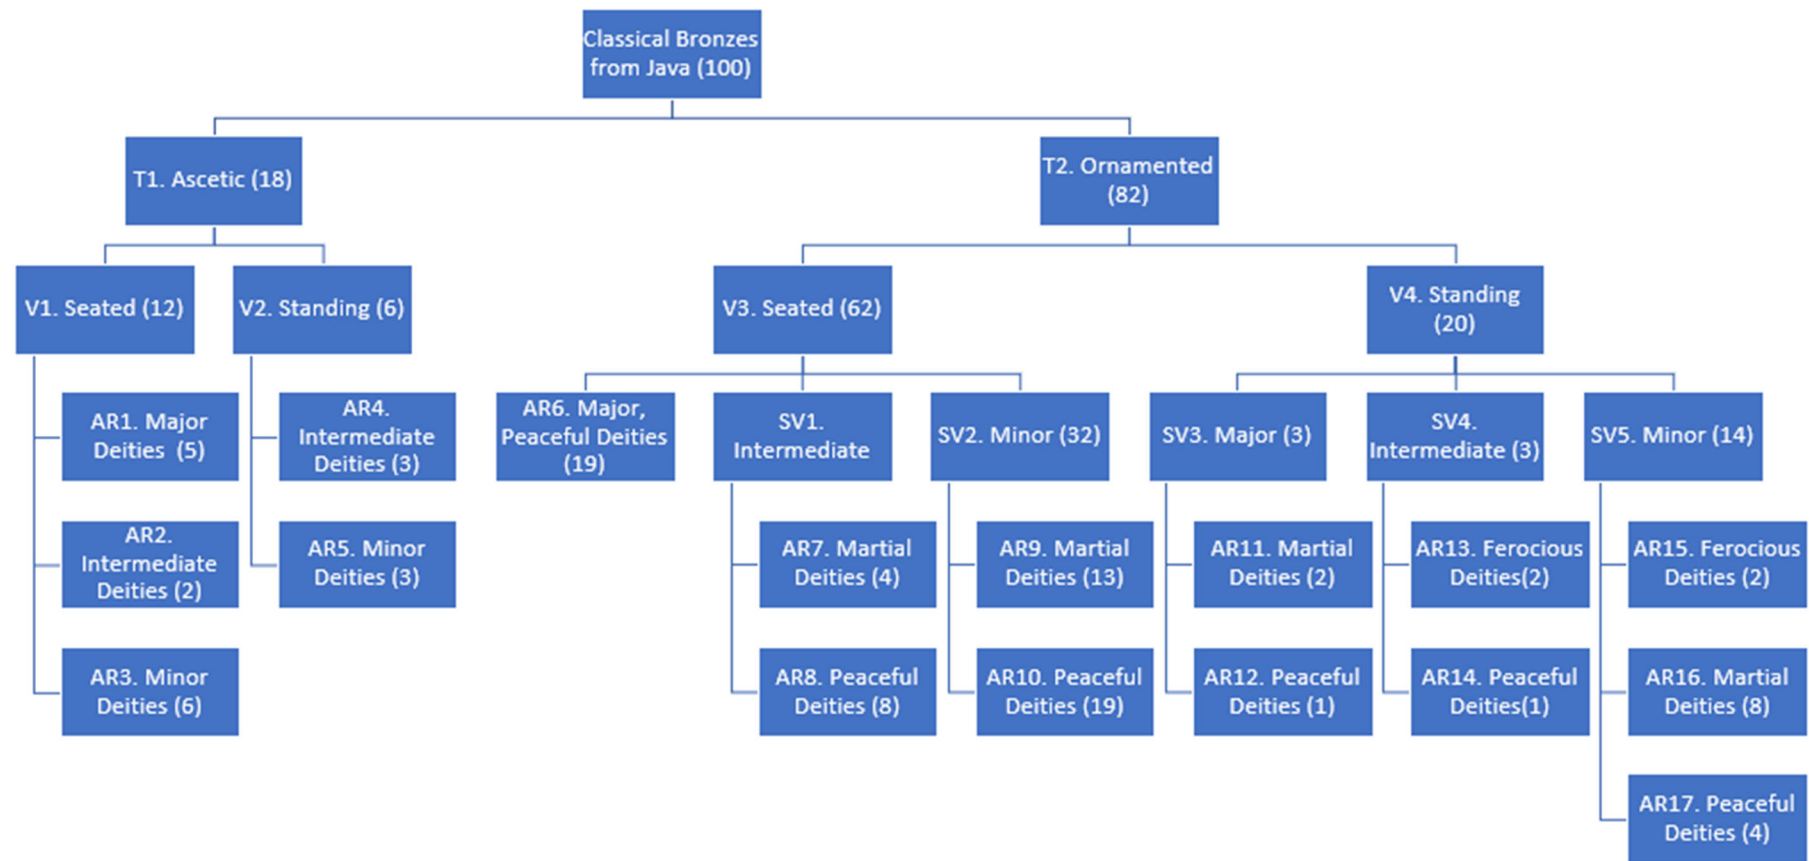 Classical Bronzes
from Java (100)
T1. Ascetic (18)
T2. Ornamented
(82)
V1. Seated (12)
V2. Standing (6)
V3. Seated (62)
V4. Standing
(20)
AR1. Major
Deities (5)
AR2.
Intermediate
Deities (2)
AR3. Minor
Deities (6)
AR4.
Intermediate
Deities (3)
AR5. Minor
Deities (3)
AR6. Major,
Peaceful Deities
(19)
SV1.
Intermediate
AR7. Martial
Deities (4)
AR8. Peaceful
Deities (8)
SV2. Minor (32)
AR9. Martial
Deities (13)
AR10. Peaceful
Deities (19)
SV3. Major (3)
AR11. Martial
Deities (2)
AR12. Peaceful
Deities (1)
SV4.
Intermediate (3)
AR13. Ferocious
Deities(2)
AR14. Peaceful
Deities(1)
SV5. Minor (14)
AR15. Ferocious
Deities (2)
AR16. Martial
Deities (8)
AR17. Peaceful
Deities (4)